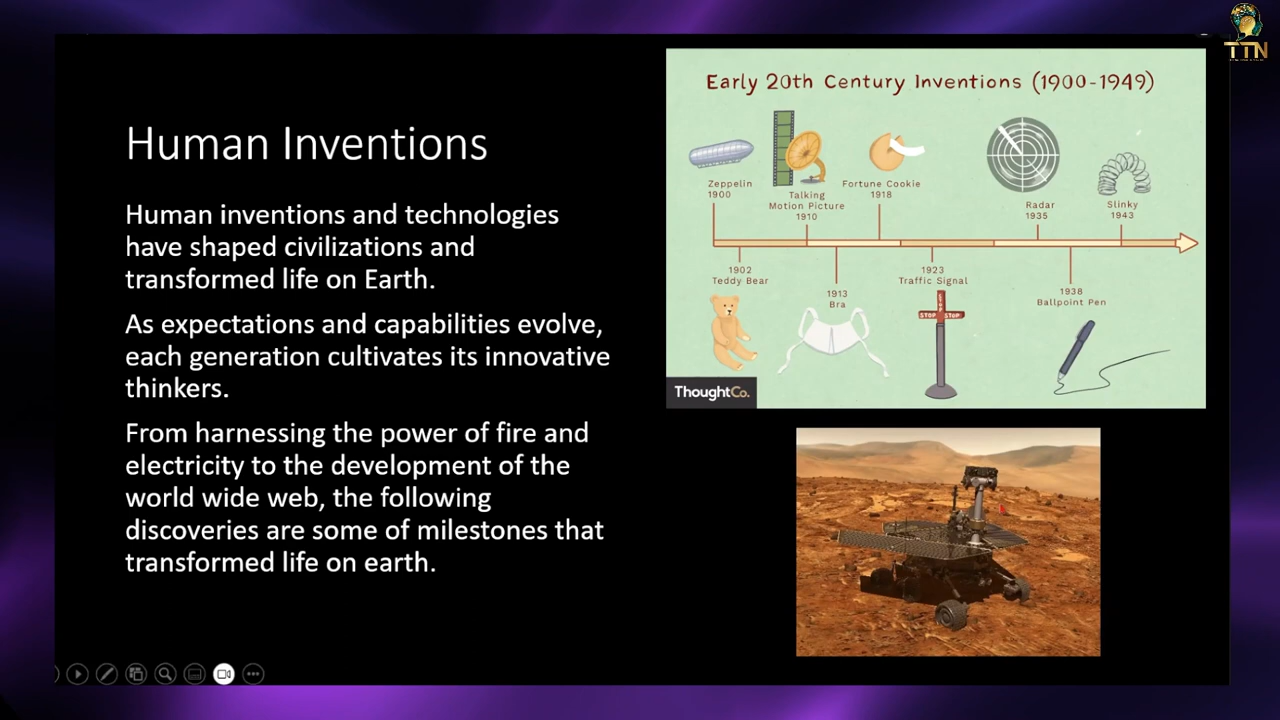 TTN
Human Inventions
Human inventions and technologies
have shaped civilizations and
transformed life on Earth.
As expectations and capabilities evolve,
each generation cultivates its innovative
thinkers.
From harnessing the power of fire and
electricity to the development of the
world wide web, the following
discoveries are some of milestones that
transformed life on earth.
Early 20th Century Inventions (1900-1949)
Zeppelin
1900
Talking
Motion Picture
1910
Fortune Cookie
1918
Radar
1935
Slinky
1943
1902
Teddy Bear
1913
Bra
1923
Traffic Signal
STOP
STOP
STOP
1938
Ballpoint Pen
ThoughtCo.